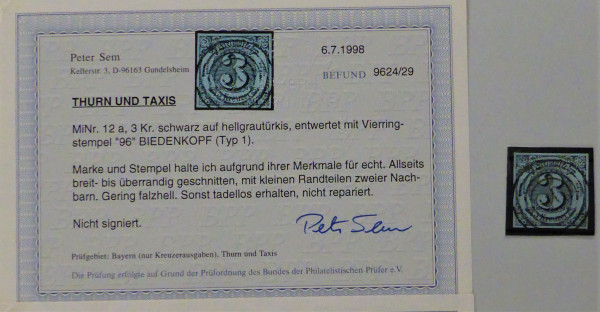 Peter Sem
Kellerstr. 3, D-96163 Gundelsheim
6.7.1998
BEFUND 9624/29
THURN UND TAXIS
MiNr. 12 a, 3 Kr. schwarz auf hellgrautürkis, entwertet mit Vierring-
stempel "96" BIEDENKOPF (Typ 1).
Marke und Stempel halte ich aufgrund ihrer Merkmale für echt. Allseits
breit- bis überrandig geschnitten, mit kleinen Randteilen zweier Nach-
barn. Gering falzhell. Sonst tadellos erhalten, nicht repariert.
Nicht signiert.
Peter Sem
Prüfgebiet: Bayern (nur Kreuzerausgaben), Thurn und Taxis
Die Prüfung erfolgte auf Grund der Prüfordnung des Bundes der Philatelistischen Prüfer e.V.
3
3